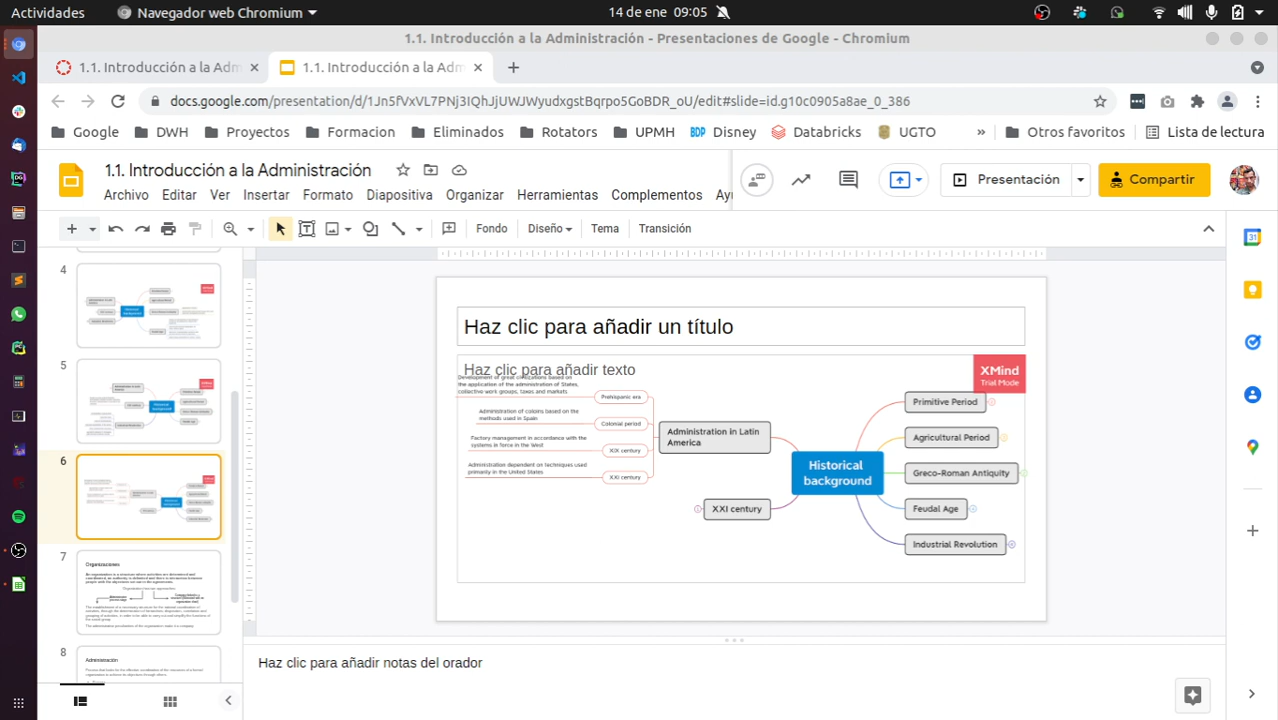 Actividades Navegador web Chromium 14 de ene 09:05
1.1. Introducción a la Administración - Presentaciones de Google - Chromium
1.1. Introducción a la Adm 1.1. Introducción a la Adm
docs.google.com/presentation/d/1Jn5fVxVL7PNj3IQhJjUWJWyudxgstBqrpo5GoBDR_oU/edit#slide=id.g10c0905a8ae_0_386
Google DWH Proyectos Formacion Eliminados Rotators UPMH Disney Databricks UGTO » Otros favoritos Lista de lectura
1.1. Introducción a la Administración
Archivo Editar Ver Insertar Formato Diapositiva Organizar Herramientas Complementos Ay
Presentación Compartir
Fondo Diseño Tema Transición
4
5
6
7
8
Organizaciones
Administración
Haz clic para añadir un título
Haz clic para añadir texto
XMind
Trial Mode
Development of great civilizations based on
the application of the administration of States,
collective work groups, taxes and markets
Prehispanic era
Administration of colonis based on the
methods used in Spain
Colonial period
Factory management in accordance with the
systems in force in the West
XIX century
Administration dependent on techniques used
primarily in the United States
XXI century
Administration in Latin
America
XXI century
Historical
background
Primitive Period
Agricultural Period
Greco-Roman Antiquity
Feudal Age
Industrial Revolution
Haz clic para añadir notas del orador